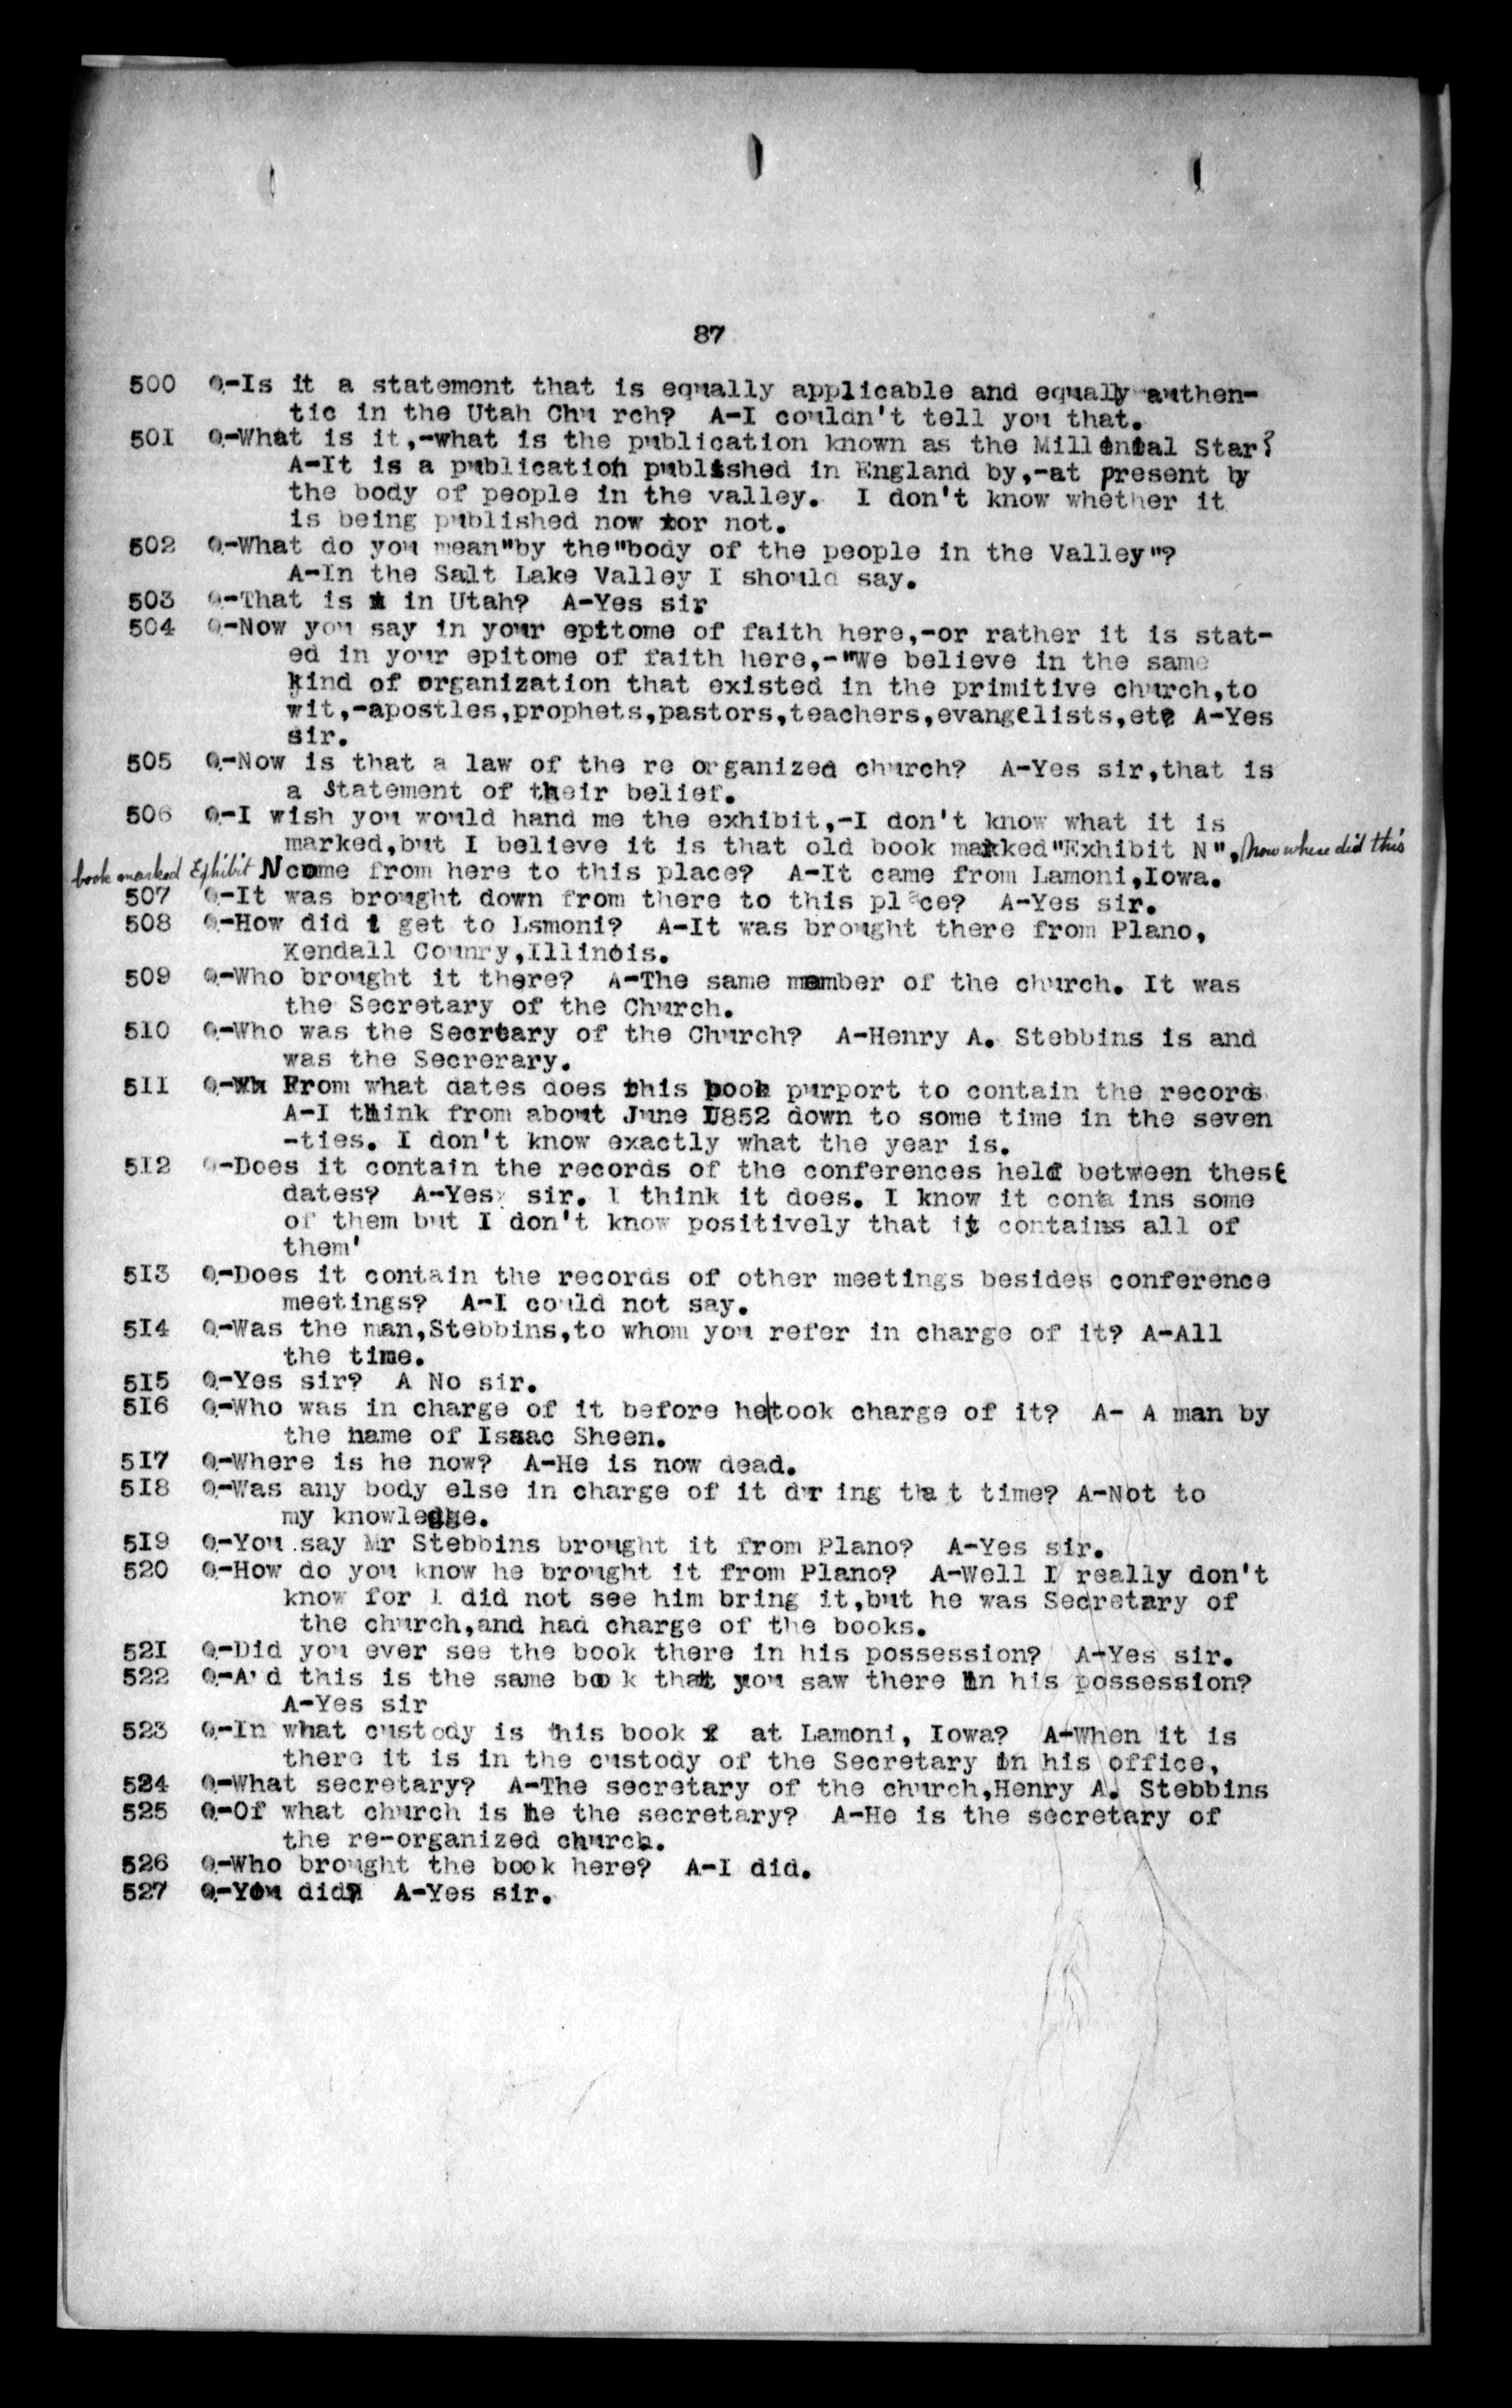 87
500 Q-Is it a statement that is equally applicable and equally authen-
tic in the Utah Chu rch? A-I couldn't tell you that.
501 Q-What is it,-what is the publication known as the Millenial Star?
A-It is a publication published in England by,-at present by
the body of people in the valley. I don't know whether it
is being published now or not.
502 Q-What do you mean"by the"body of the people in the Valley"?
A-In the Salt Lake Valley I should say.
503 Q-That is in Utah? A-Yes sir
504 Q-Now you say in your epttome of faith here,-or rather it is stat-
ed in your epitome of faith here,-"We believe in the same
kind of organization that existed in the primitive church,to
wit,-apostles,prophets,pastors,teachers,evangelists,etc A-Yes
sir.
505 Q-Now is that a law of the re organized church? A-Yes sir,that is
a Statement of their belief.
506 Q-I wish you would hand me the exhibit,-I don't know what it is
marked,but I believe it is that old book marked"Exhibit N", now where did this
book marked Exhibit N come from here to this place? A-It came from Lamoni,Iowa.
507 Q-It was brought down from there to this place? A-Yes sir.
508 Q-How did i get to Lsmoni? A-It was brought there from Plano,
Kendall Counry,Illinois.
509 Q-Who brought it there? A-The same member of the church. It was
the Secretary of the Church.
510 Q-Who was the Secreary of the Church? A-Henry A. Stebbins is and
was the Secrerary.
511 Q-Wh From what dates does this book purport to contain the records
A-I think from about June 1852 down to some time in the seven
-ties. I don't know exactly what the year is.
512 Q-Does it contain the records of the conferences held between these
dates? A-Yes sir. I think it does. I know it conta ins some
of them but I don't know positively that it contains all of
them'
513 Q-Does it contain the records of other meetings besides conference
meetings? A-I could not say.
514 Q-Was the man,Stebbins,to whom you refer in charge of it? A-All
the time.
515 Q-Yes sir? A No sir.
516 Q-Who was in charge of it before he|took charge of it? A- A man by
the name of Isaac Sheen.
517 Q-Where is he now? A-He is now dead.
518 Q-Was any body else in charge of it dur ing tha t time? A-Not to
my knowledge.
519 Q-You say Mr Stebbins brought it from Plano? A-Yes sir.
520 Q-How do you know he brought it from Plano? A-Well I really don't
know for I did not see him bring it,but he was Secretary of
the church,and had charge of the books.
521 Q-Did you ever see the book there in his possession? A-Yes sir.
522 Q-A'd this is the same boo k that you saw there in his possession?
A-Yes sir
523 Q-In what custody is this book at Lamoni, Iowa? A-When it is
there it is in the custody of the Secretary in his office,
524 Q-What secretary? A-The secretary of the church,Henry A. Stebbins
525 Q-Of what church is he the secretary? A-He is the secretary of
the re-organized church.
526 Q-Who brought the book here? A-I did.
527 Q-You did? A-Yes sir.